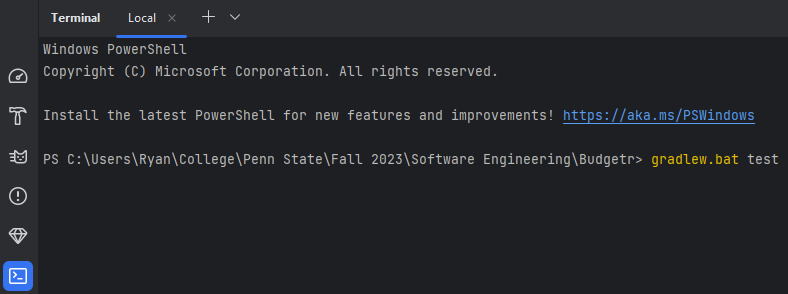 Terminal Local
Windows PowerShell
Copyright (C) Microsoft Corporation. All rights reserved.
Install the latest PowerShell for new features and improvements! https://aka.ms/PSWindows
PS C:\Users\Ryan\College\Penn State\Fall 2023\Software Engineering\Budgetr> gradlew.bat test